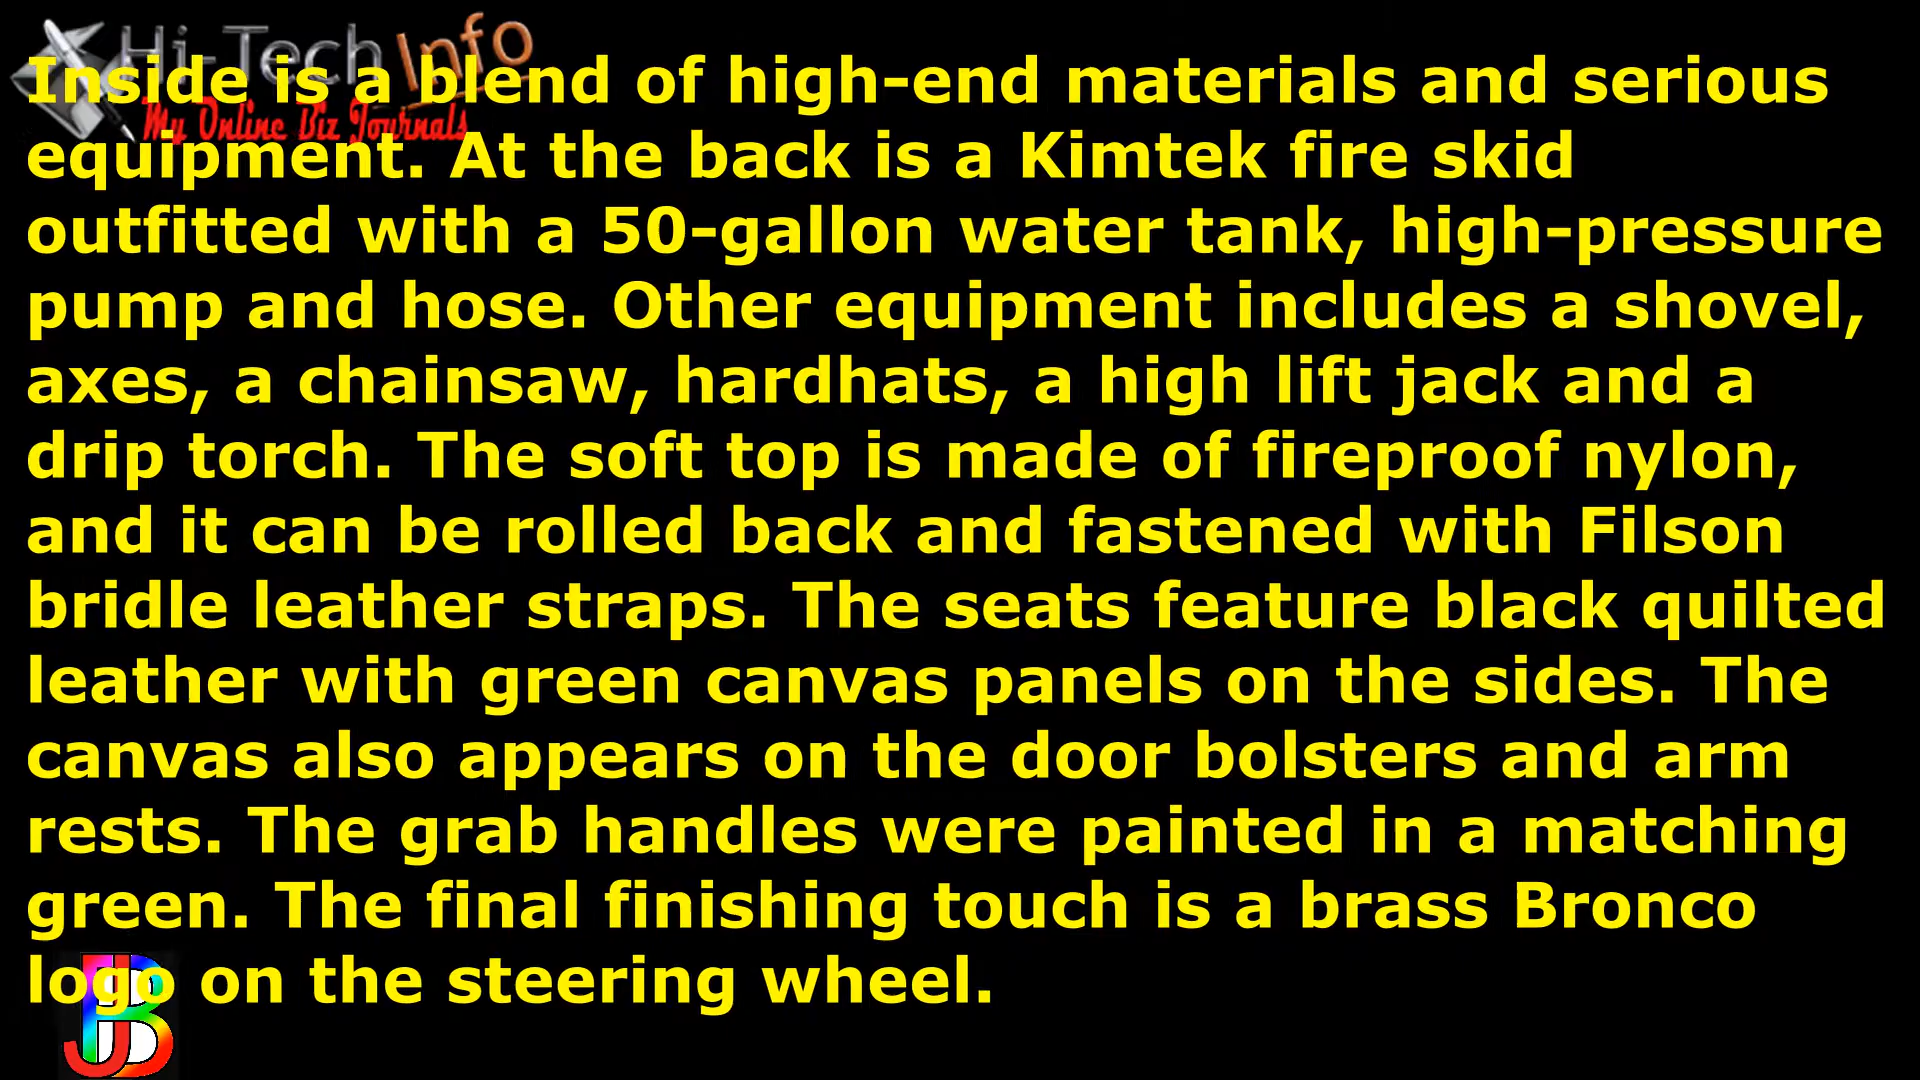 Hi-Tech Info
My Online Biz Journals
Inside is a blend of high-end materials and serious
equipment. At the back is a Kimtek fire skid
outfitted with a 50-gallon water tank, high-pressure
pump and hose. Other equipment includes a shovel,
axes, a chainsaw, hardhats, a high lift jack and a
drip torch. The soft top is made of fireproof nylon,
and it can be rolled back and fastened with Filson
bridle leather straps. The seats feature black quilted
leather with green canvas panels on the sides. The
canvas also appears on the door bolsters and arm
rests. The grab handles were painted in a matching
green. The final finishing touch is a brass Bronco
logo on the steering wheel.
JB